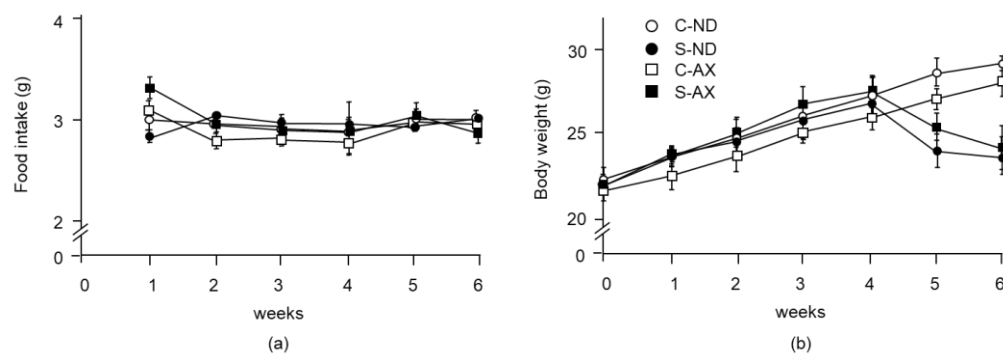 4
3
2
0
Food intake (g)
0 1 2 3 4 5 6
weeks
(a)
C-ND
S-ND
C-AX
S-AX
30
25
20
0
Body weight (g)
0 1 2 3 4 5 6
weeks
(b)